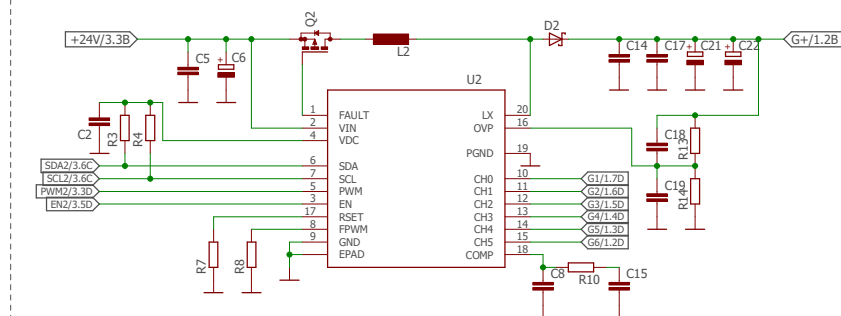 Q2
D2
+24V/3.3B
C5
+
C6
L2
C14
C17
+
C21
+
C22
G+/1.2B
U2
1 FAULT
2 VIN
4 VDC
6 SDA
7 SCL
5 PWM
3 EN
17 RSET
8 FPWM
9 GND
EPAD
LX 20
OVP 16
PGND 19
CH0 10
CH1 11
CH2 12
CH3 13
CH4 14
CH5 15
COMP 18
C2
R3
R4
SDA2/3.6C
SCL2/3.6C
PWM2/3.3D
EN2/3.5D
R7
R8
C18
R13
C19
R14
G1/1.7D
G2/1.6D
G3/1.5D
G4/1.4D
G5/1.3D
G6/1.2D
C8
R10
C15